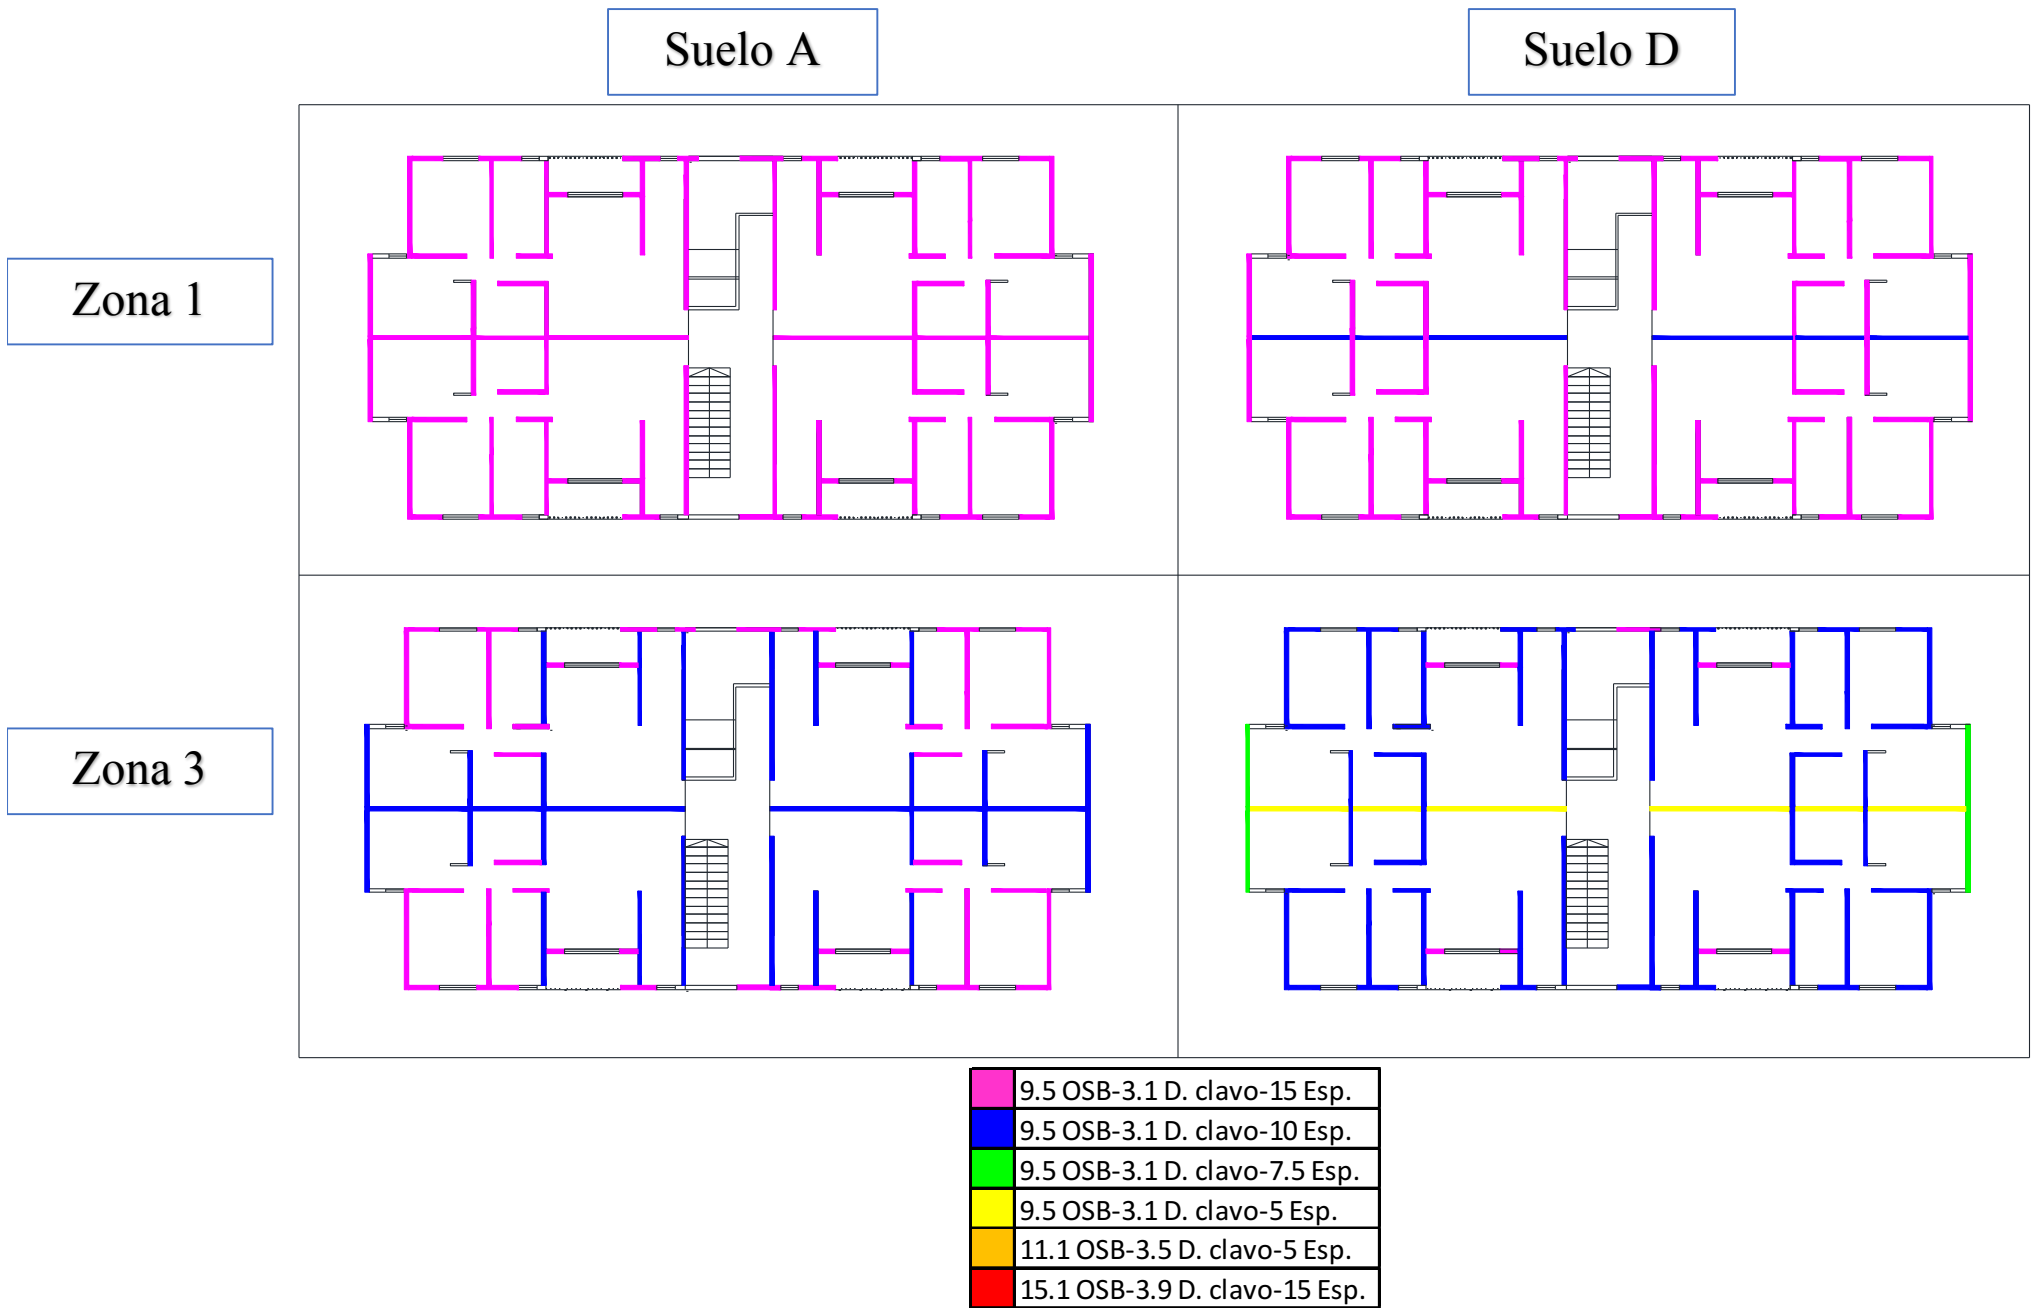 Suelo A
Suelo D
Zona 1
Zona 3
9.5 OSB-3.1 D. clavo-15 Esp.
9.5 OSB-3.1 D. clavo-10 Esp.
9.5 OSB-3.1 D. clavo-7.5 Esp.
9.5 OSB-3.1 D. clavo-5 Esp.
11.1 OSB-3.5 D. clavo-5 Esp.
15.1 OSB-3.9 D. clavo-15 Esp.